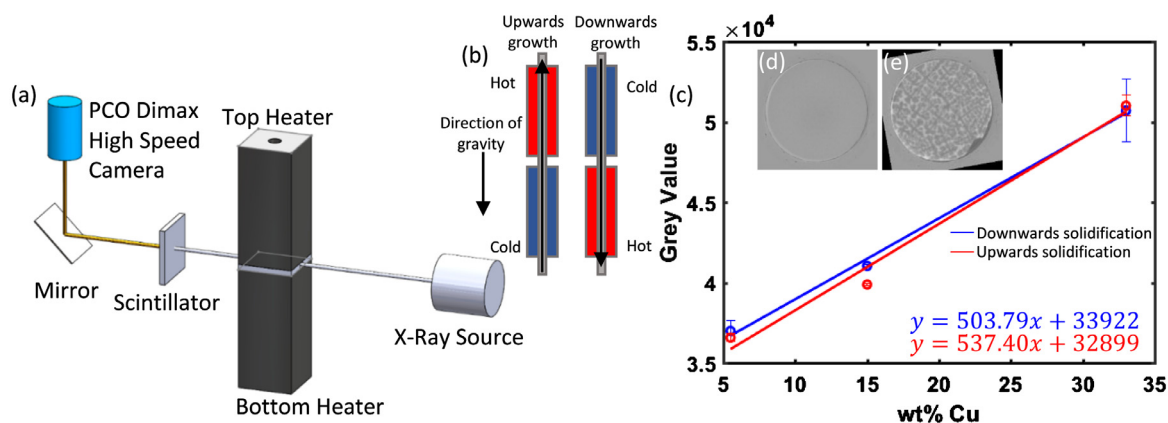 (a)
PCO Dimax
High Speed
Camera
Top Heater
Mirror
Scintillator
X-Ray Source
Bottom Heater
(b)
Upwards
growth
Downwards
growth
Hot
Cold
Direction of
gravity
Cold
Hot
(c)
×10⁴
5.5
5
4.5
4
3.5
Grey Value
(d)
(e)
Downwards solidification
Upwards solidification
y = 503.79x + 33922
y = 537.40x + 32899
5 10 15 20 25 30 35
wt% Cu